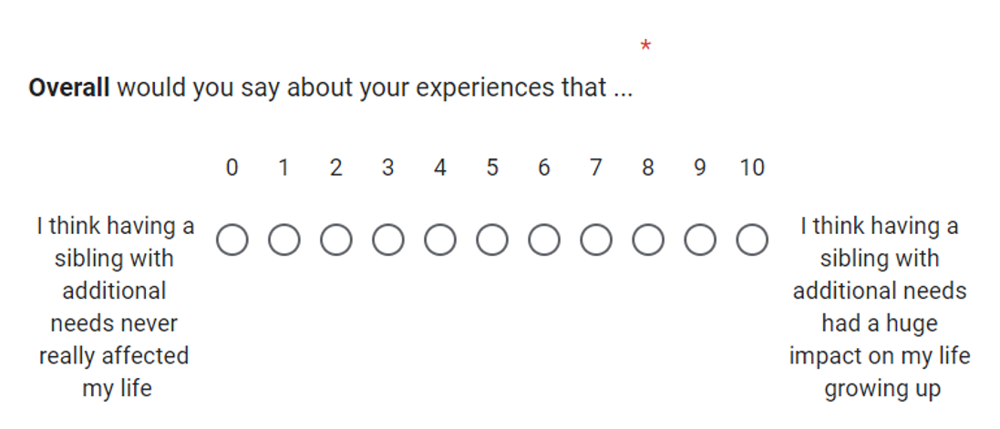 *
Overall would you say about your experiences that ...
0 1 2 3 4 5 6 7 8 9 10
I think having a
sibling with
additional
needs never
really affected
my life
I think having a
sibling with
additional needs
had a huge
impact on my life
growing up